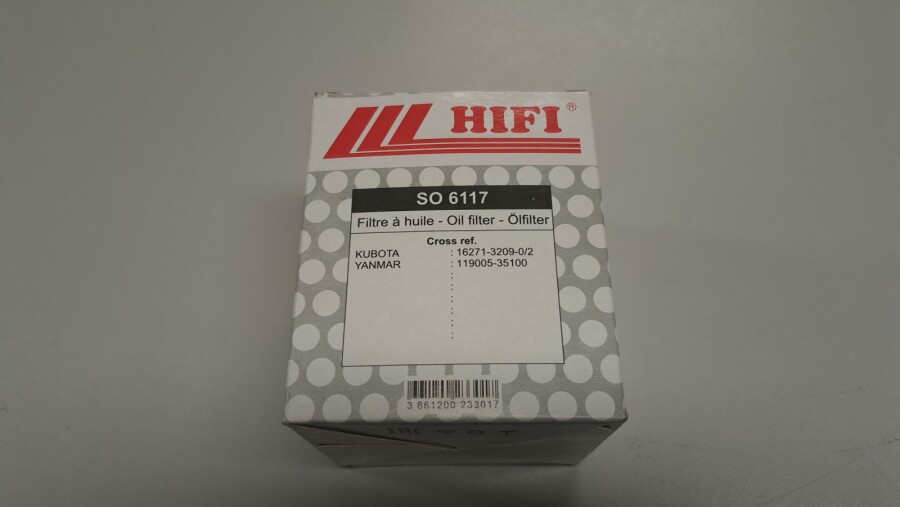 HIFI®
SO 6117
Filtre à huile - Oil filter - Ölfilter
Cross ref.
KUBOTA : 16271-3209-0/2
YANMAR : 119005-35100
:
:
:
:
:
:
3 661200 233017
EAC